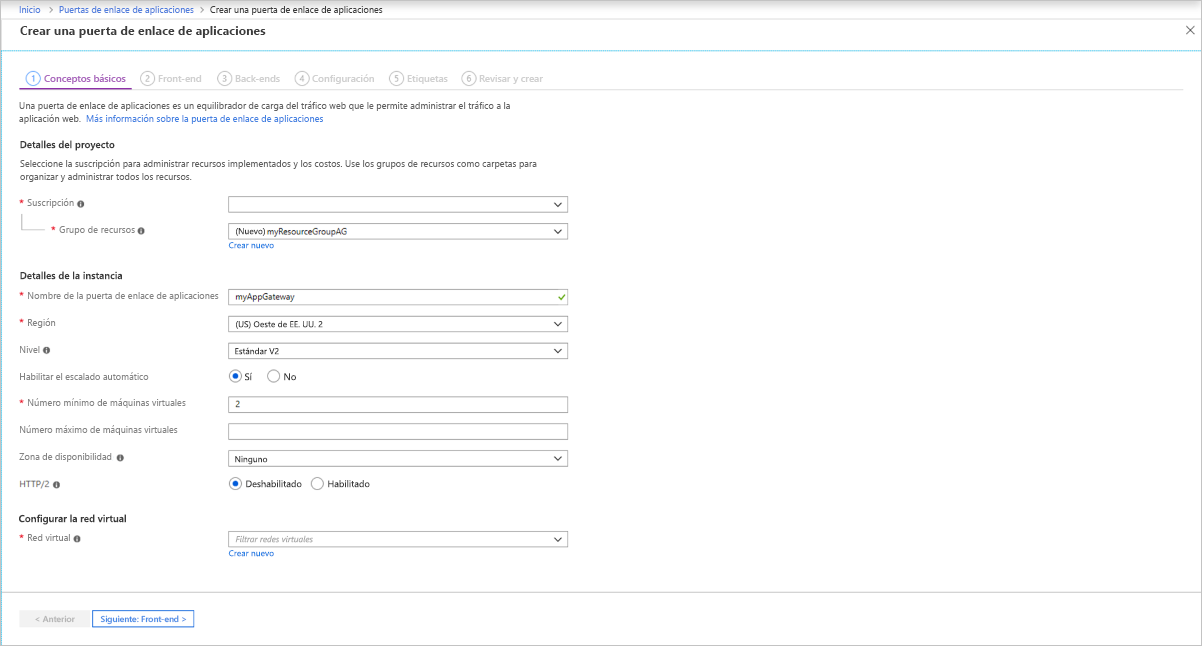 Inicio > Puertas de enlace de aplicaciones > Crear una puerta de enlace de aplicaciones
Crear una puerta de enlace de aplicaciones
1 Conceptos básicos 2 Front-end 3 Back-ends 4 Configuración 5 Etiquetas 6 Revisar y crear
Una puerta de enlace de aplicaciones es un equilibrador de carga del tráfico web que le permite administrar el tráfico a la
aplicación web. Más información sobre la puerta de enlace de aplicaciones
Detalles del proyecto
Seleccione la suscripción para administrar recursos implementados y los costos. Use los grupos de recursos como carpetas para
organizar y administrar todos los recursos.
* Suscripción
* Grupo de recursos (Nuevo) myResourceGroupAG
Crear nuevo
Detalles de la instancia
* Nombre de la puerta de enlace de aplicaciones myAppGateway
* Región (US) Oeste de EE. UU. 2
Nivel Estándar V2
Habilitar el escalado automático Sí No
* Número mínimo de máquinas virtuales 2
Número máximo de máquinas virtuales
Zona de disponibilidad Ninguno
HTTP/2 Deshabilitado Habilitado
Configurar la red virtual
* Red virtual Filtrar redes virtuales
Crear nuevo
< Anterior Siguiente: Front-end >